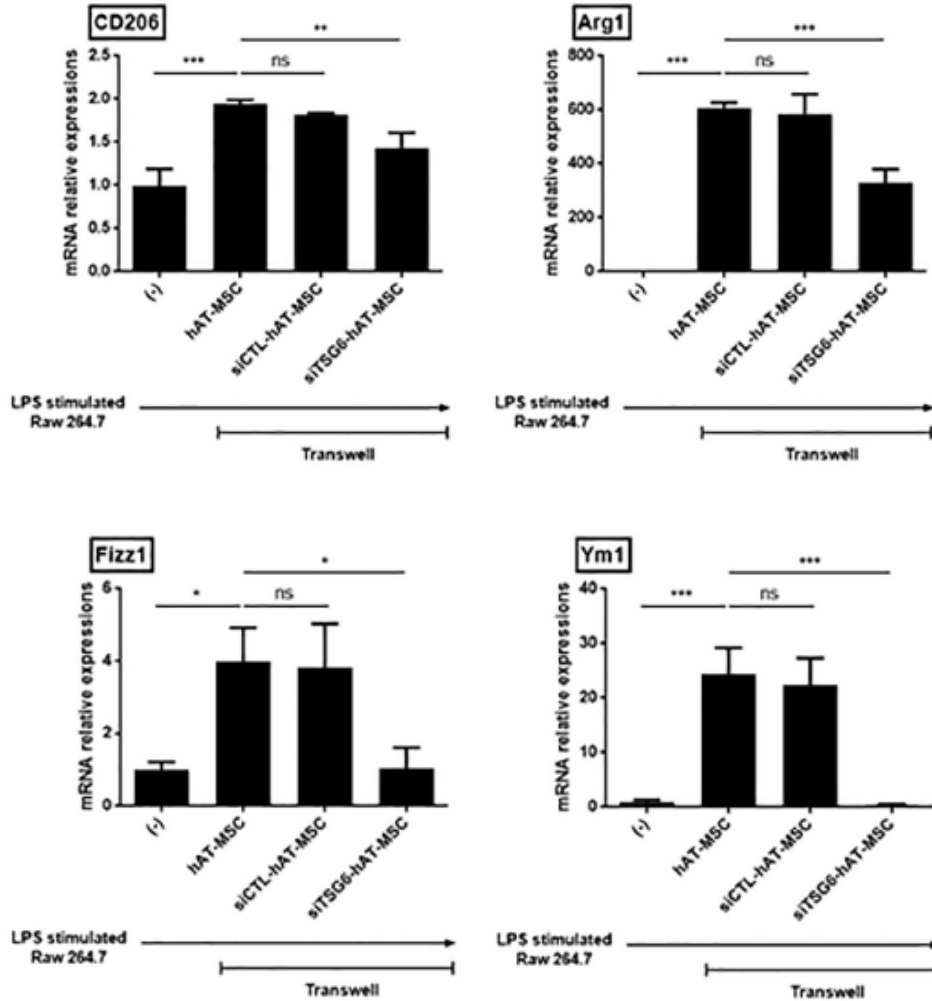 CD206
**
***
ns
mRNA relative expressions
2.5
2.0
1.5
1.0
0.5
0.0
(-)
hAT-MSC
siCTL-hAT-MSC
siTSG6-hAT-MSC
LPS stimulated
Raw 264.7
Transwell
Arg1
***
***
ns
mRNA relative expressions
800
600
400
200
0
(-)
hAT-MSC
siCTL-hAT-MSC
siTSG6-hAT-MSC
LPS stimulated
Raw 264.7
Transwell
Fizz1
*
*
ns
mRNA relative expressions
6
4
2
0
(-)
hAT-MSC
siCTL-hAT-MSC
siTSG6-hAT-MSC
LPS stimulated
Raw 264.7
Transwell
Ym1
***
***
ns
mRNA relative expressions
40
30
20
10
0
(-)
hAT-MSC
siCTL-hAT-MSC
siTSG6-hAT-MSC
LPS stimulated
Raw 264.7
Transwell